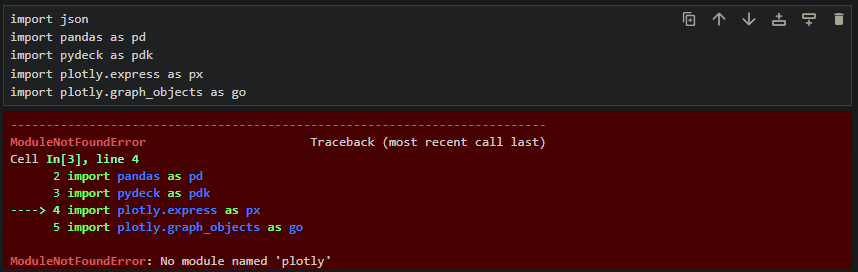 import json
import pandas as pd
import pydeck as pdk
import plotly.express as px
import plotly.graph_objects as go
---------------------------------------------------------------------------
ModuleNotFoundError                       Traceback (most recent call last)
Cell In[3], line 4
      2 import pandas as pd
      3 import pydeck as pdk
----> 4 import plotly.express as px
      5 import plotly.graph_objects as go
ModuleNotFoundError: No module named 'plotly'